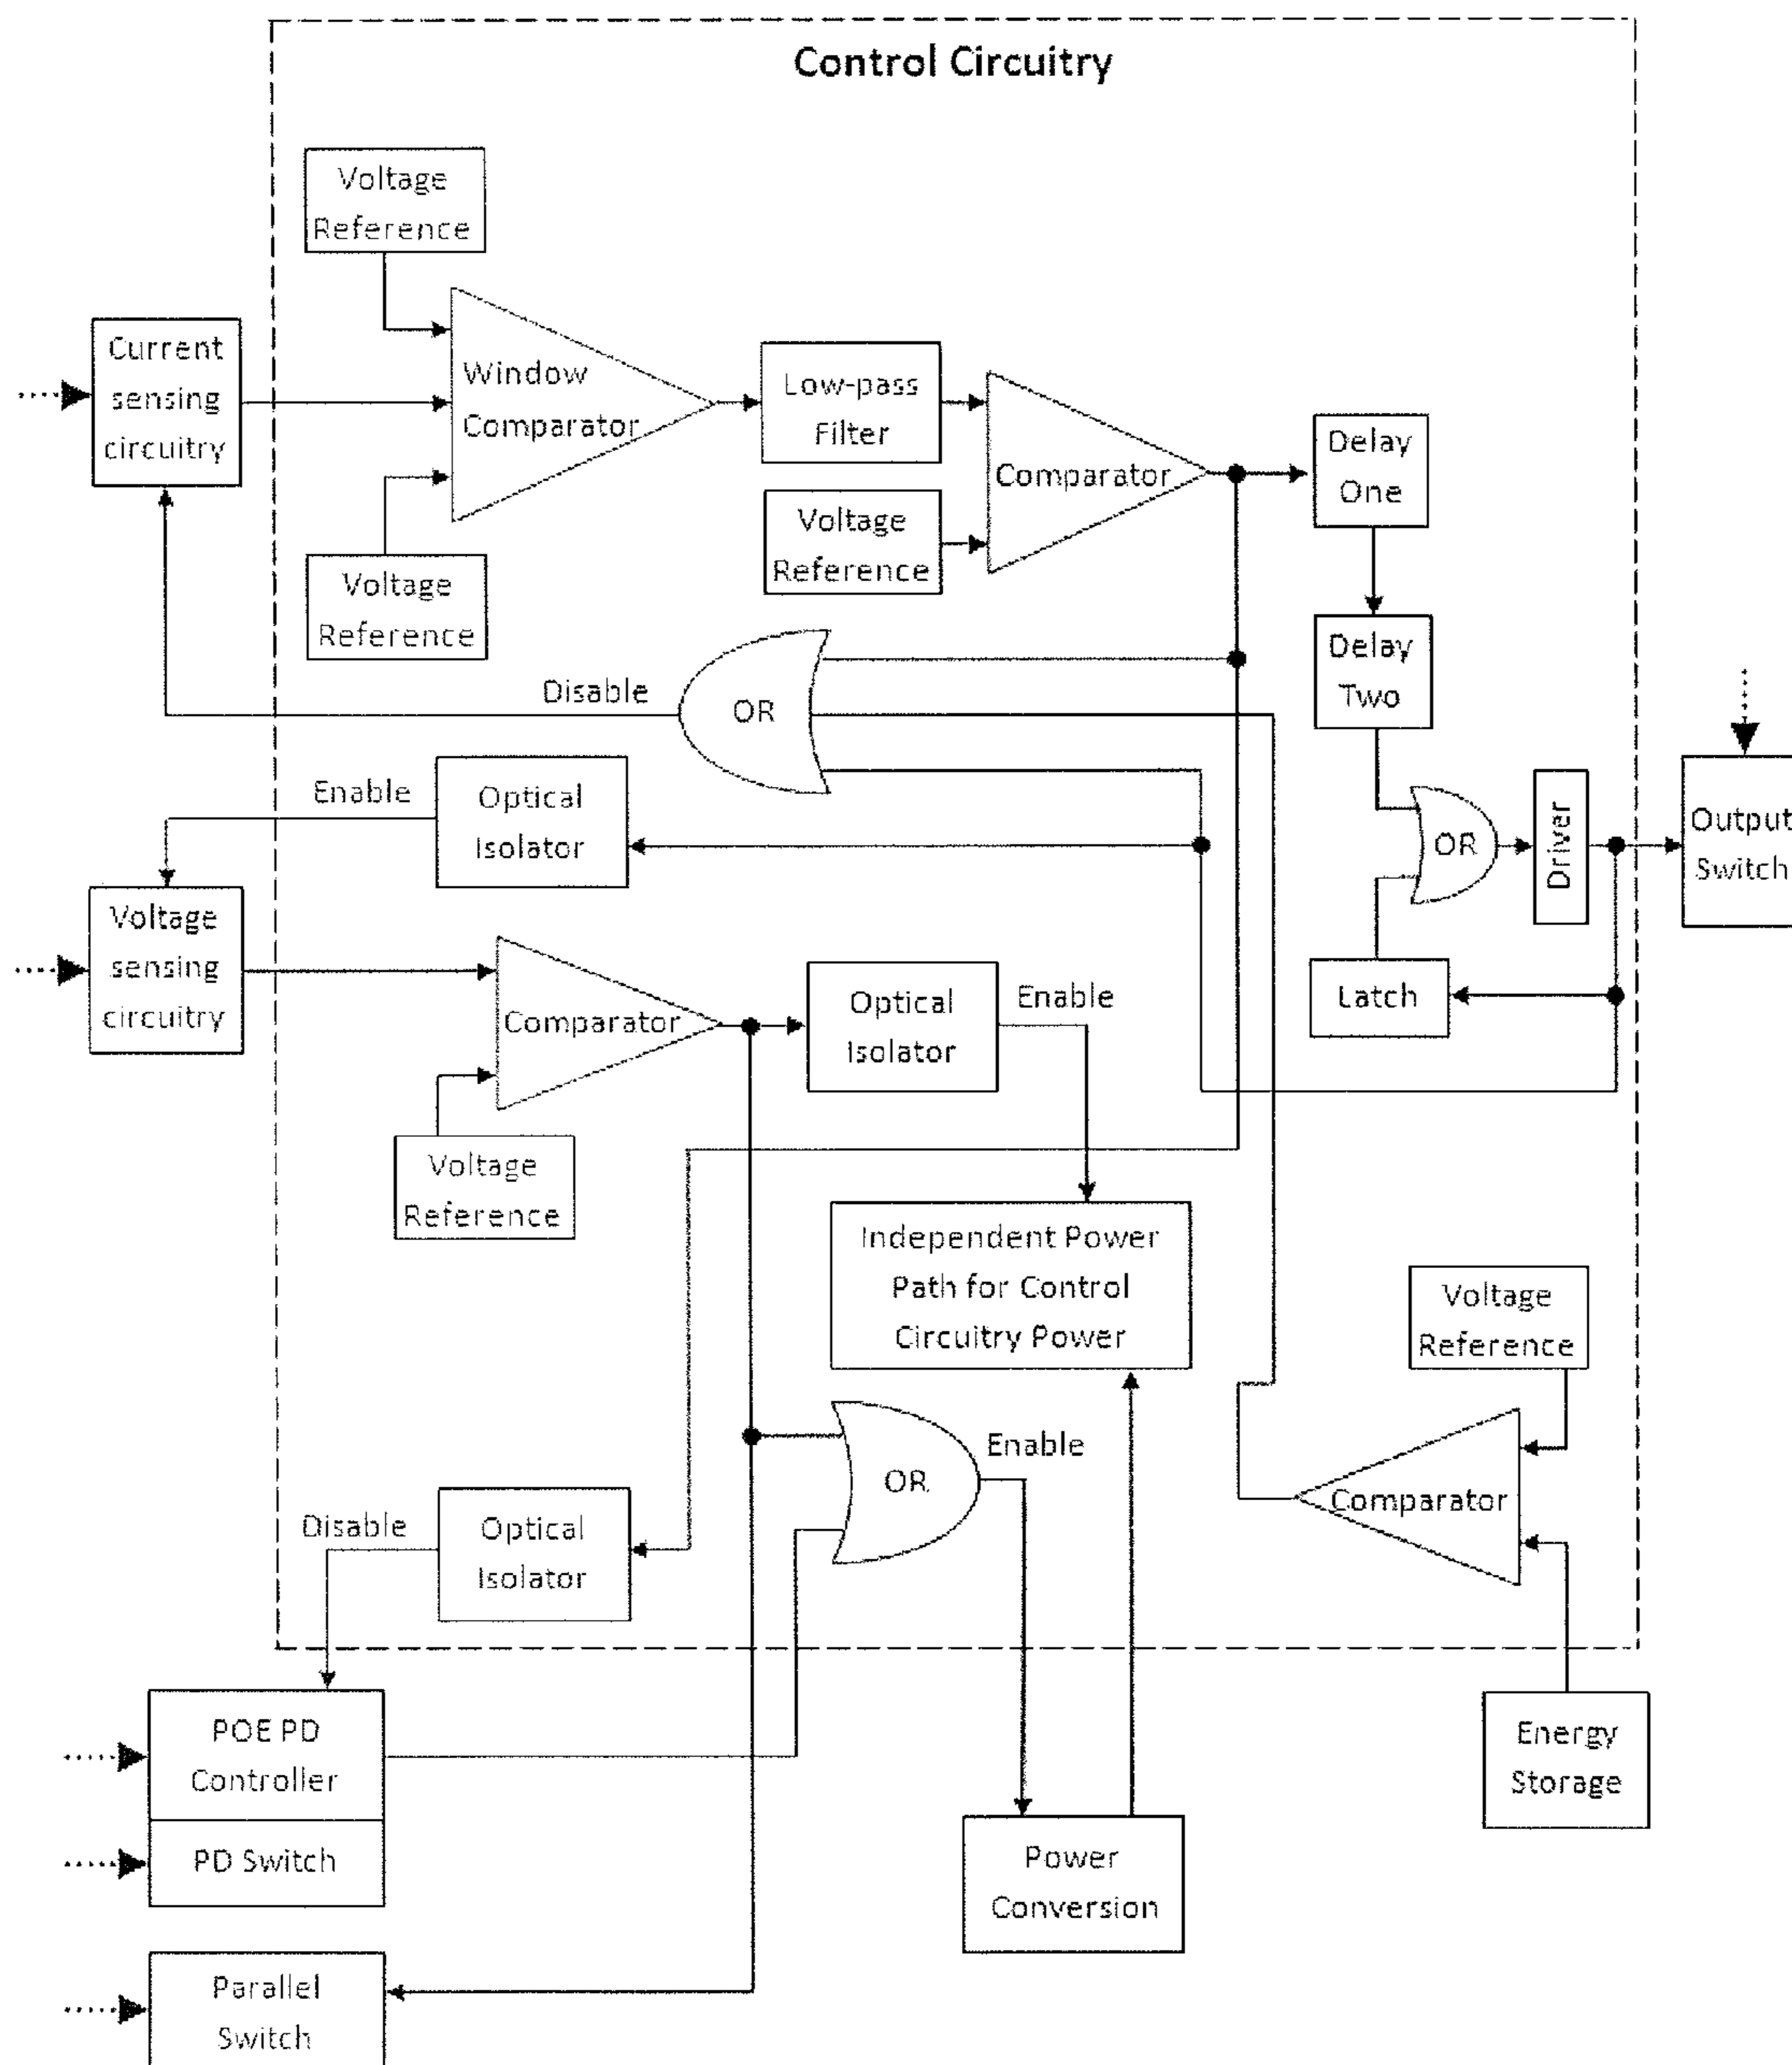 Control Circuitry
Voltage
Reference
Current
sensing
circuitry
Window
Comparator
Low-pass
Filter
Comparator
Delay
One
Voltage
Reference
Voltage
Reference
Delay
Two
Disable
OR
Enable
Optical
Isolator
OR
Driver
Output
Switch
Voltage
sensing
circuitry
Comparator
Optical
Isolator
Enable
Latch
Voltage
Reference
Independent Power
Path for Control
Circuitry Power
Voltage
Reference
OR
Enable
Comparator
Disable
Optical
Isolator
POE PD
Controller
PD Switch
Energy
Storage
Power
Conversion
Parallel
Switch